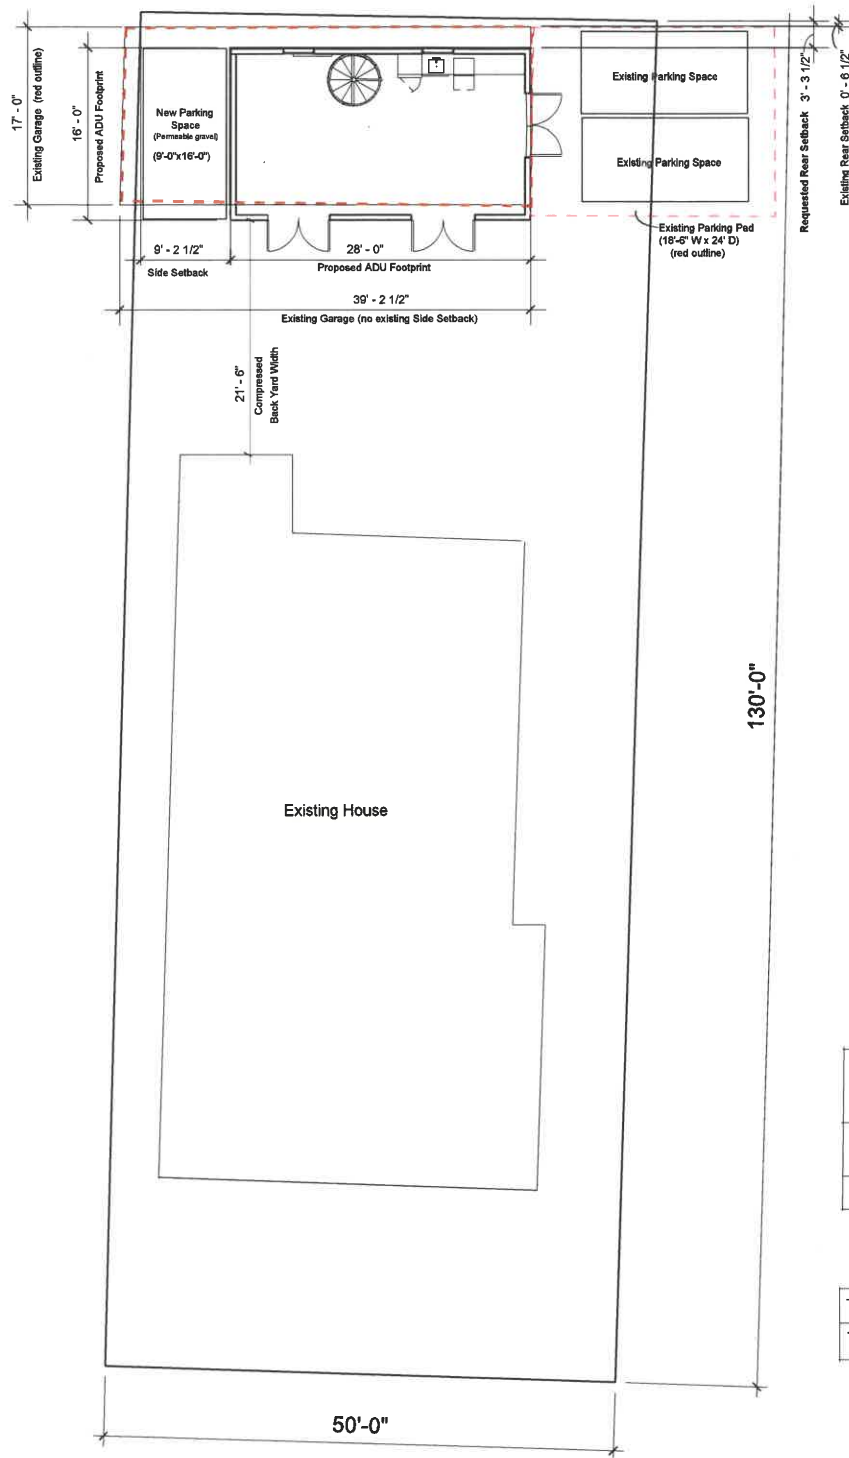 17' - 0"
Existing Garage (red outline)
16' - 0"
Proposed ADU Footprint
New Parking
Space
(Permeable gravel)
(9'-0"x16'-0")
Existing Parking Space
Existing Parking Space
Requested Rear Setback 3' - 3 1/2"
Existing Rear Setback 0' - 6 1/2"
Existing Parking Pad
(18'-6" W x 24' D)
(red outline)
9' - 2 1/2"
Side Setback
28' - 0"
Proposed ADU Footprint
39' - 2 1/2"
Existing Garage (no existing Side Setback)
21' - 6"
Compressed
Back Yard Width
130'-0"
Existing House
50'-0"